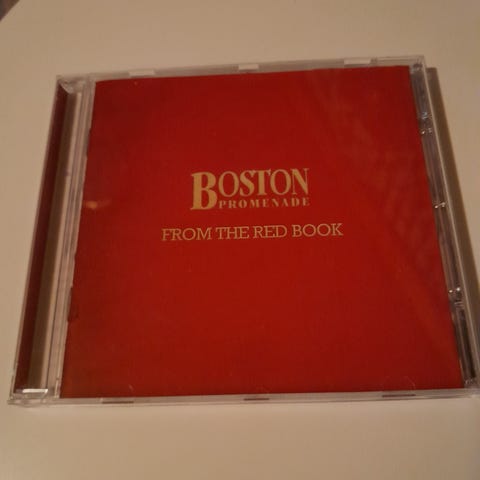 BOSTON
PROMENADE
FROM THE RED BOOK